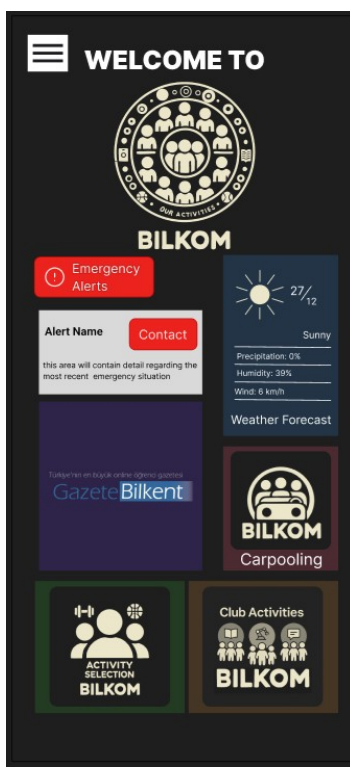 WELCOME TO
OUR ACTIVITIES
BILKOM
Emergency
Alerts
Alert Name
Contact
this area will contain detail regarding the
most recent emergency situation
27/12
Sunny
Precipitation: 0%
Humidity: 39%
Wind: 6 km/h
Weather Forecast
Türkiye'nin en büyük online öğrenci gazetesi
GazeteBilkent
BILKOM
Carpooling
ACTIVITY
SELECTION
BILKOM
Club Activities
BILKOM